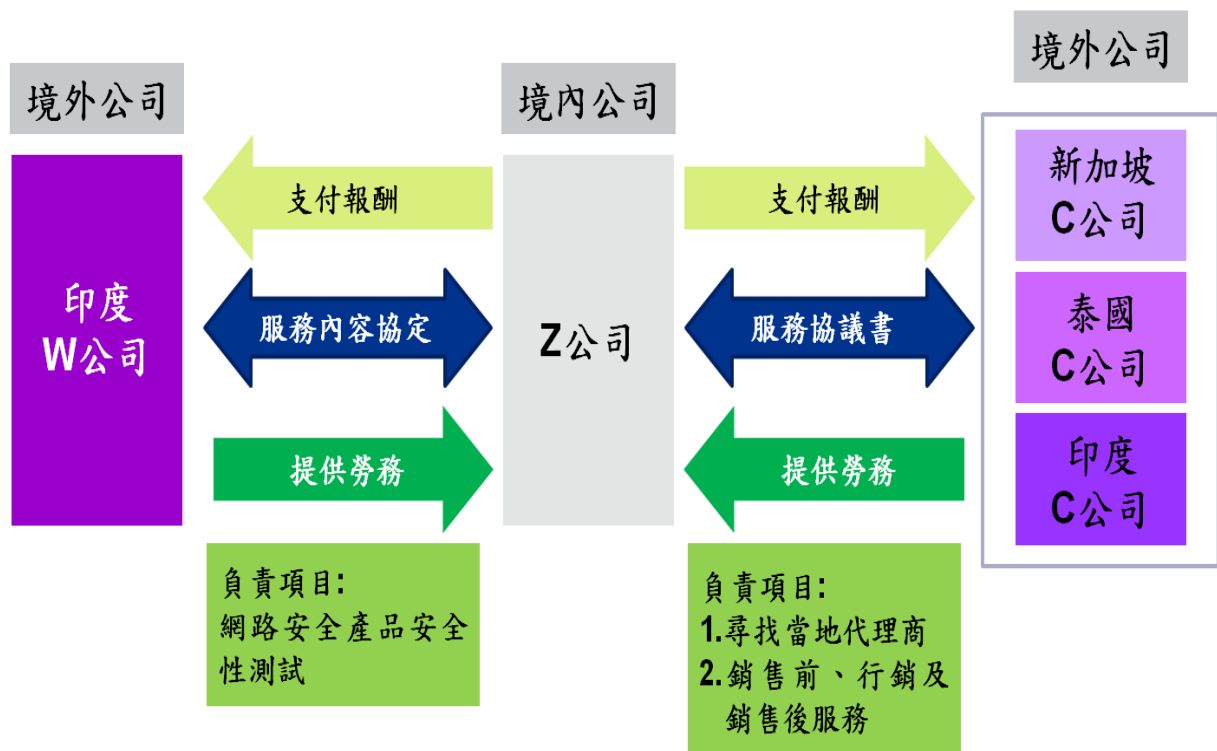 境外公司
境內公司
境外公司
印度
W公司
支付報酬
服務內容協定
提供勞務
負責項目:
網路安全產品安全
性測試
Z公司
支付報酬
服務協議書
提供勞務
負責項目:
1.尋找當地代理商
2.銷售前、行銷及
銷售後服務
新加坡
C公司
泰國
C公司
印度
C公司